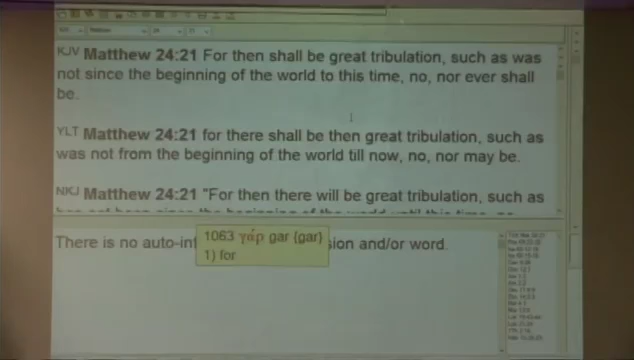 KJV Matthew 24:21 For then shall be great tribulation, such as was
not since the beginning of the world to this time, no, nor ever shall
be.
YLT Matthew 24:21 for there shall be then great tribulation, such as
was not from the beginning of the world till now, no, nor may be.
NKJ Matthew 24:21 "For then there will be great tribulation, such as
There is no auto-inf
sion and/or word.
1063 γάρ gar {gar}
1) for